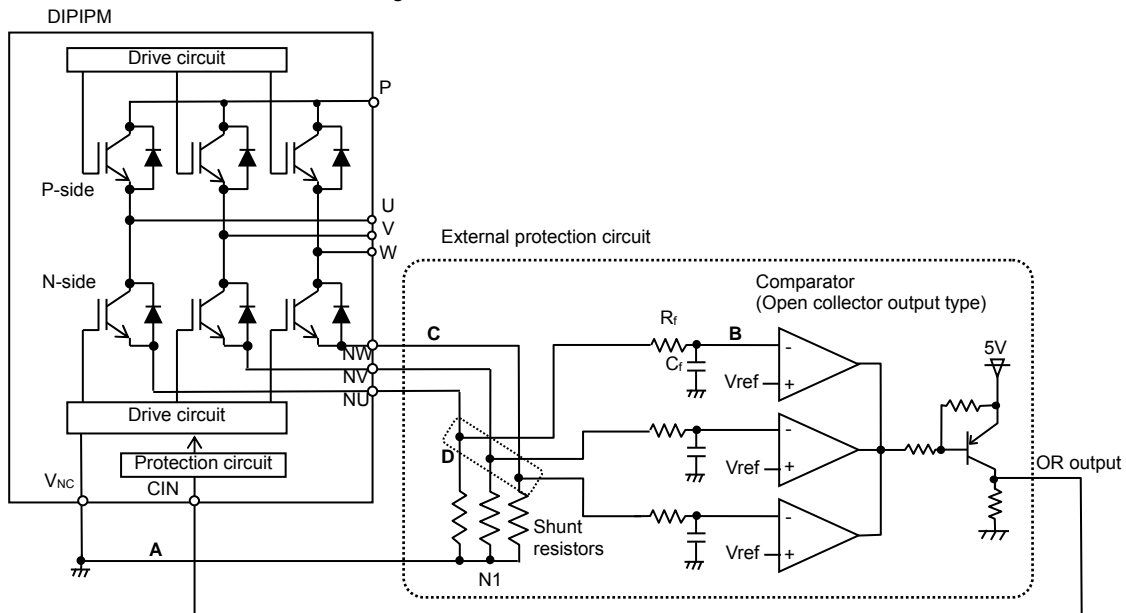 DIPIPM
Drive circuit
P
P-side
U
V
W
N-side
External protection circuit
Comparator
(Open collector output type)
Rf
B
Cf
-
Vref
+
5V
C
NW
NV
NU
Drive circuit
Protection circuit
VNC
CIN
D
-
Vref
+
OR output
Shunt
resistors
-
Vref
+
A
N1